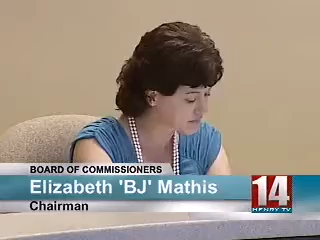 BOARD OF COMMISSIONERS
Elizabeth 'BJ' Mathis
Chairman
14
HENRY TV